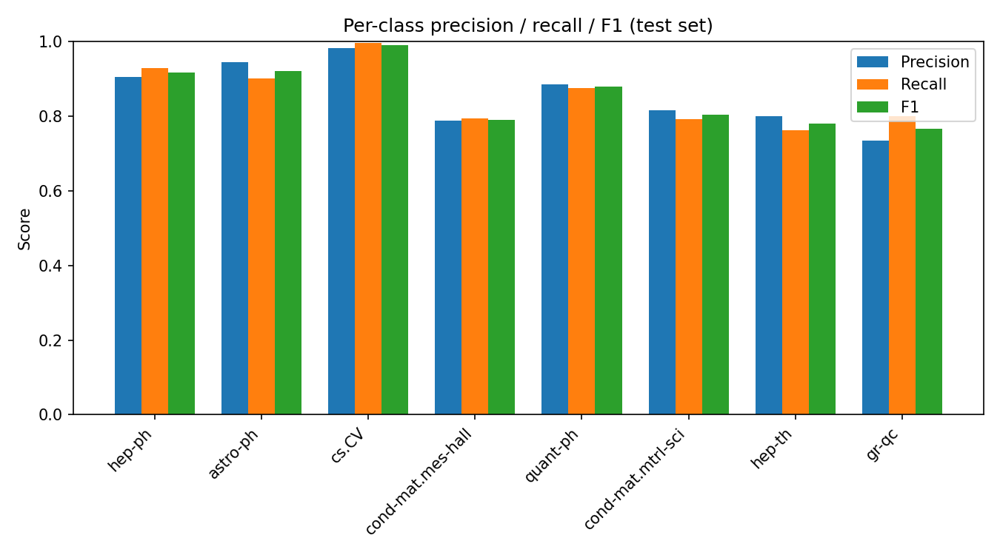 Per-class precision / recall / F1 (test set)
1.0
0.8
0.6
0.4
0.2
0.0
Score
Precision
Recall
F1
hep-ph
astro-ph
cs.CV
cond-mat.mes-hall
quant-ph
cond-mat.mtrl-sci
hep-th
gr-qc